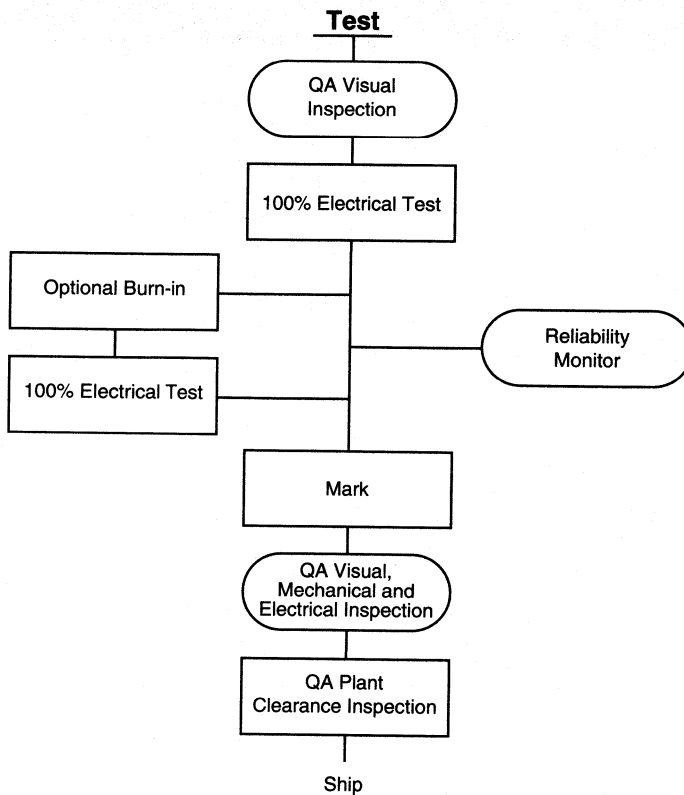 Test
QA Visual
Inspection
100% Electrical Test
Optional Burn-in
Reliability
Monitor
100% Electrical Test
Mark
QA Visual,
Mechanical and
Electrical Inspection
QA Plant
Clearance Inspection
Ship